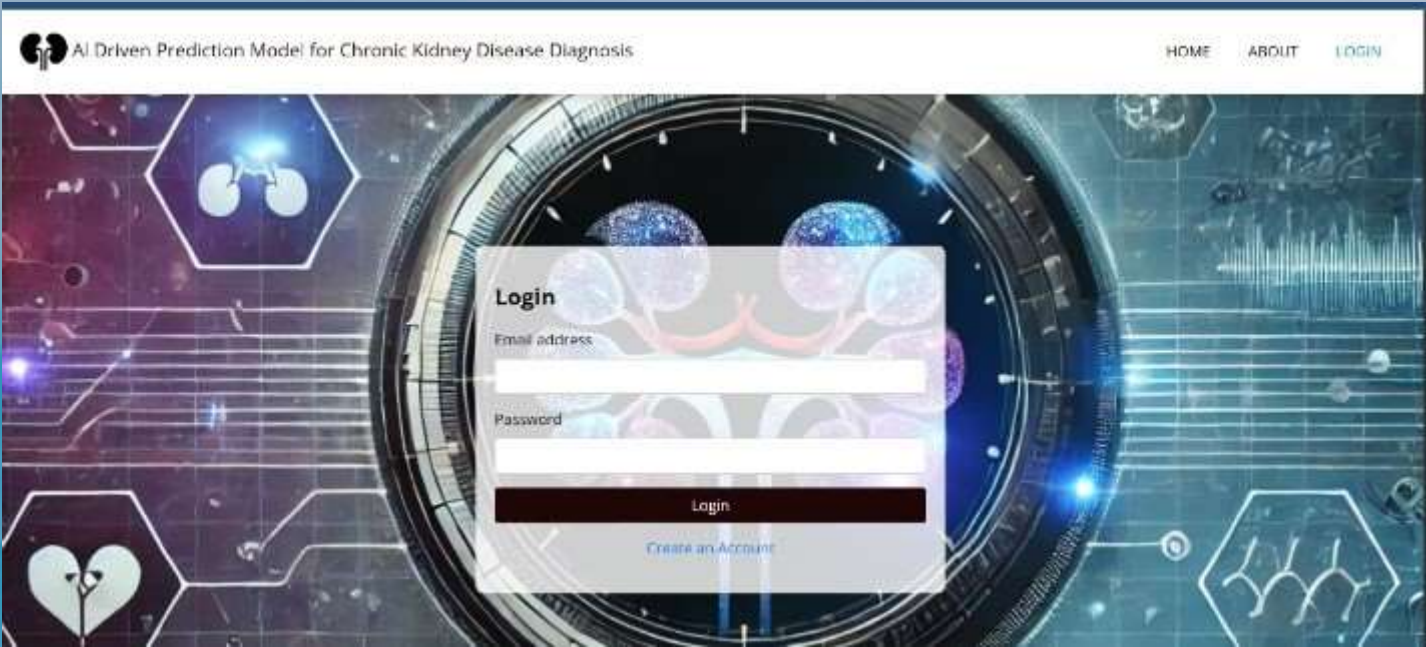 AI Driven Prediction Model for Chronic Kidney Disease Diagnosis
HOME ABOUT LOGIN
Login
Email address
Password
Login
Create an Account